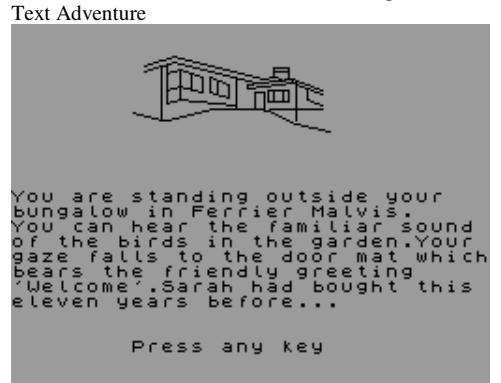 Text Adventure
You are standing outside your
bungalow in Ferrier Malvis.
You can hear the familiar sound
of the birds in the garden.Your
gaze falls to the door mat which
bears the friendly greeting
'Welcome'.Sarah had bought this
eleven years before...
Press any key